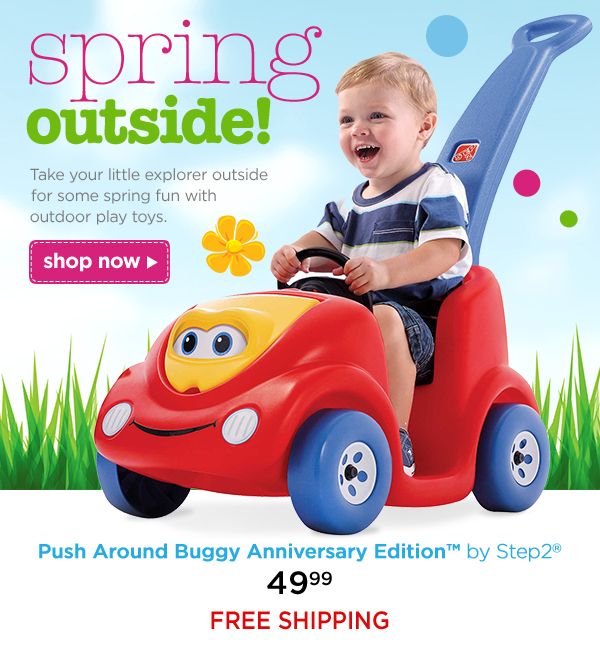 spring
outside!
Take your little explorer outside
for some spring fun with
outdoor play toys.
shop now ▶
Push Around Buggy Anniversary Edition™ by Step2®
49⁹⁹
FREE SHIPPING